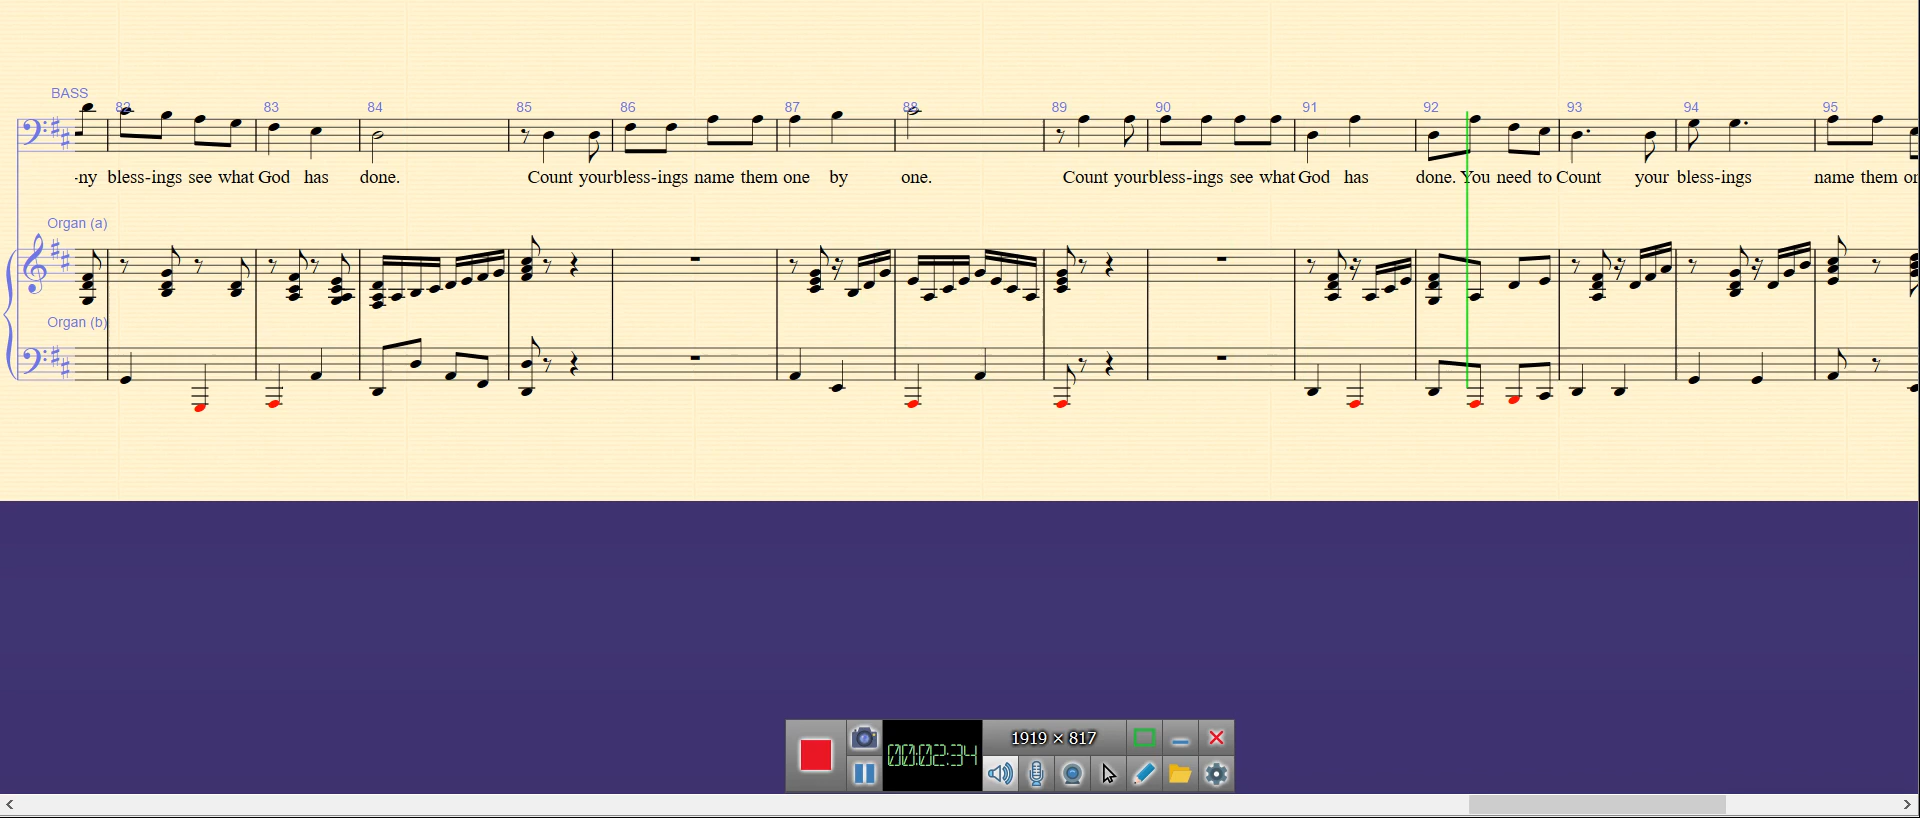 BASS
82 83 84 85 86 87 88 89 90 91 92 93 94 95
-ny bless-ings see what God has done. Count your bless-ings name them one by one. Count your bless-ings see what God has done. You need to Count your bless-ings name them
Organ (a)
Organ (b)
00:02:34
1919 × 817